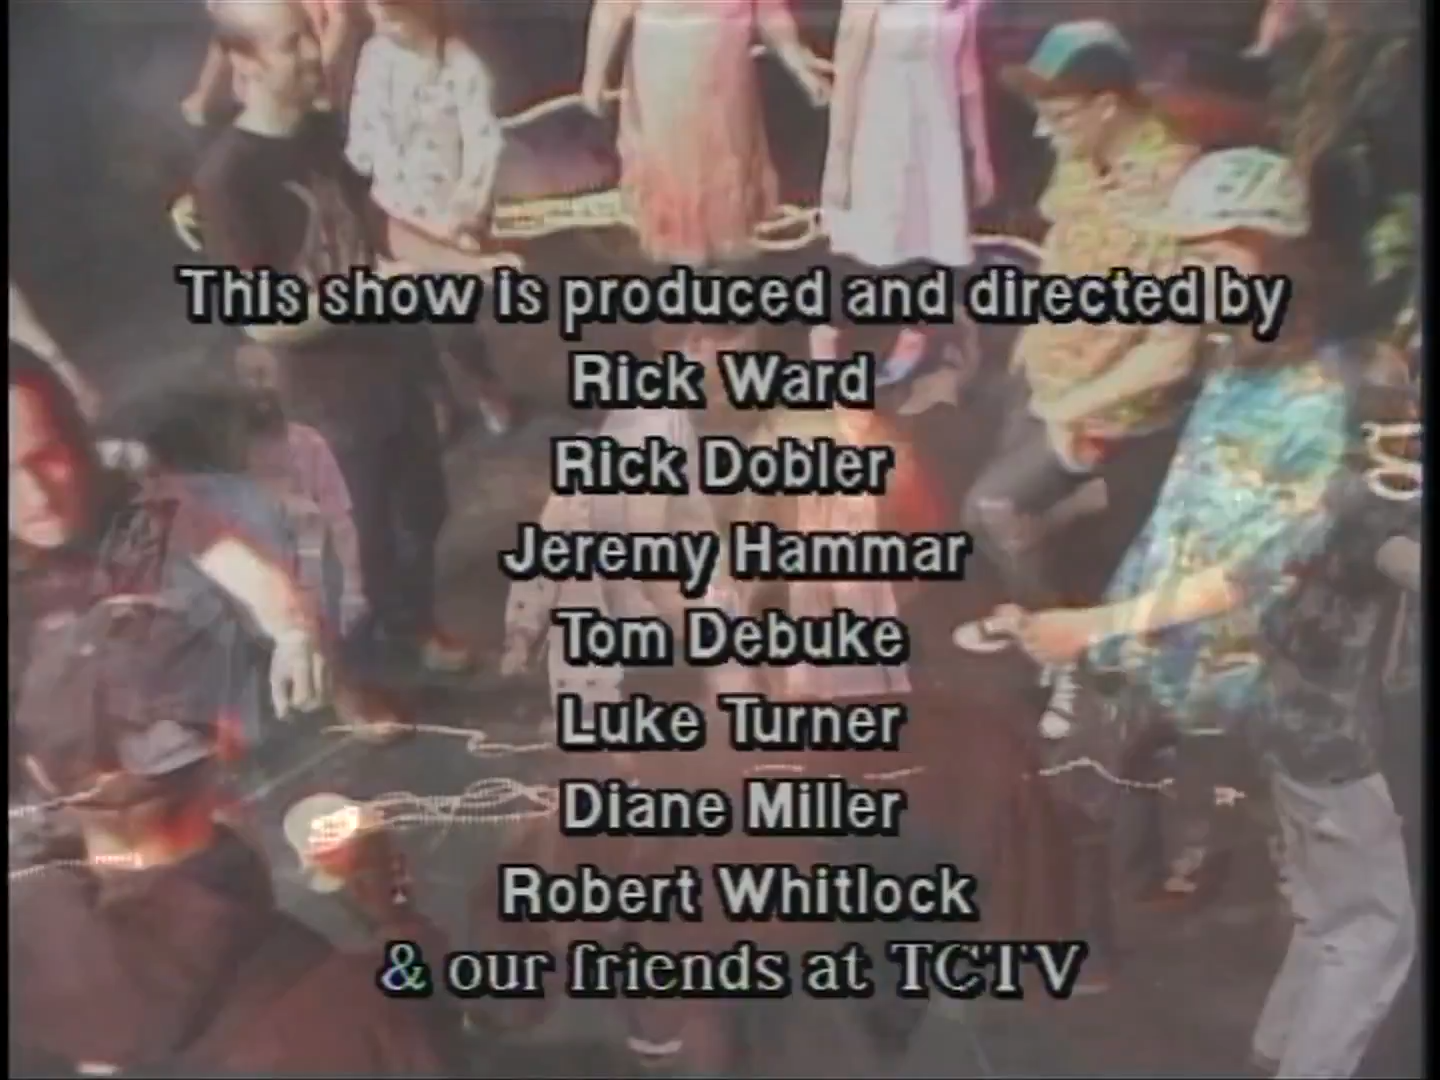 This show is produced and directed by
Rick Ward
Rick Dobler
Jeremy Hammar
Tom Debuke
Luke Turner
Diane Miller
Robert Whitlock
& our friends at TCTV